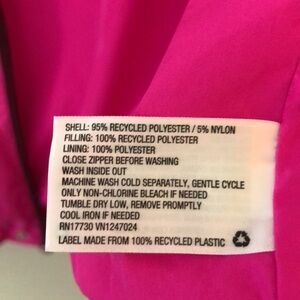 SHELL: 95% RECYCLED POLYESTER / 5% NYLON
FILLING: 100% RECYCLED POLYESTER
LINING: 100% POLYESTER
CLOSE ZIPPER BEFORE WASHING
WASH INSIDE OUT
MACHINE WASH COLD SEPARATELY, GENTLE CYCLE
ONLY NON-CHLORINE BLEACH IF NEEDED
TUMBLE DRY LOW, REMOVE PROMPTLY
COOL IRON IF NEEDED
RN17730 VN1247024
LABEL MADE FROM 100% RECYCLED PLASTIC